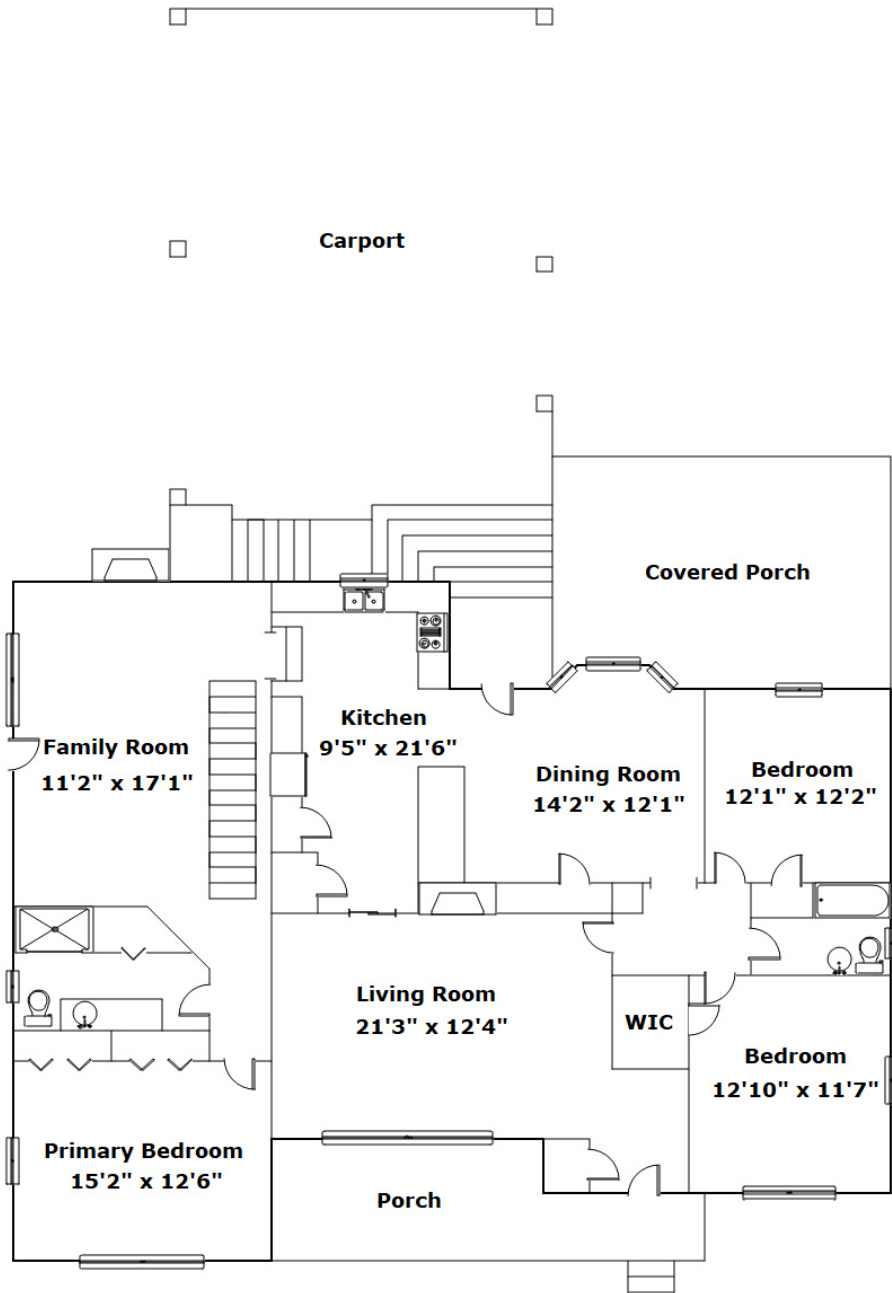 Carport
Covered Porch
Family Room
11'2" x 17'1"
Kitchen
9'5" x 21'6"
Dining Room
14'2" x 12'1"
Bedroom
12'1" x 12'2"
Living Room
21'3" x 12'4"
WIC
Bedroom
12'10" x 11'7"
Primary Bedroom
15'2" x 12'6"
Porch